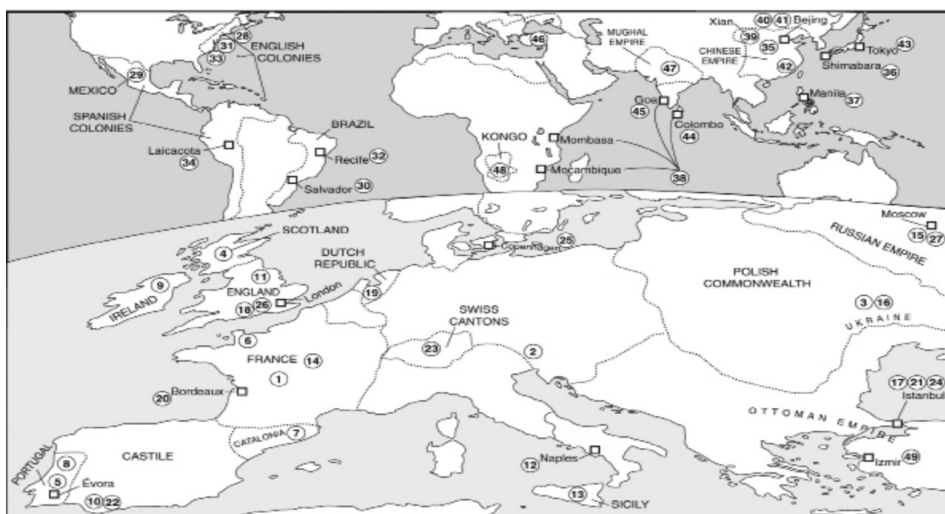 28
ENGLISH
COLONIES
31
33
29
MEXICO
SPANISH
COLONIES
BRAZIL
Laicacota
34
Recife 32
Salvador 30
46
MUGHAL
EMPIRE
47
Goa
45
Colombo
44
KONGO
48
Mombasa
Moçambique
38
Xian
39
40 41 Bejing
35
CHINESE
EMPIRE
42
43
Tokyo
Shimabara
36
Manila
37
SCOTLAND
4
DUTCH
REPUBLIC
9
IRELAND
11
ENGLAND
18 26
London
19
Copenhagen 25
Moscow
15 27
RUSSIAN EMPIRE
POLISH
COMMONWEALTH
3 16
UKRAINE
SWISS
CANTONS
23
2
6
FRANCE 14
1
Bordeaux
20
17 21 24
Istanbul
OTTOMAN EMPIRE
Izmir 49
CATALONIA 7
CASTILE
PORTUGAL
8
5
Évora
10 22
Naples
12
13
SICILY